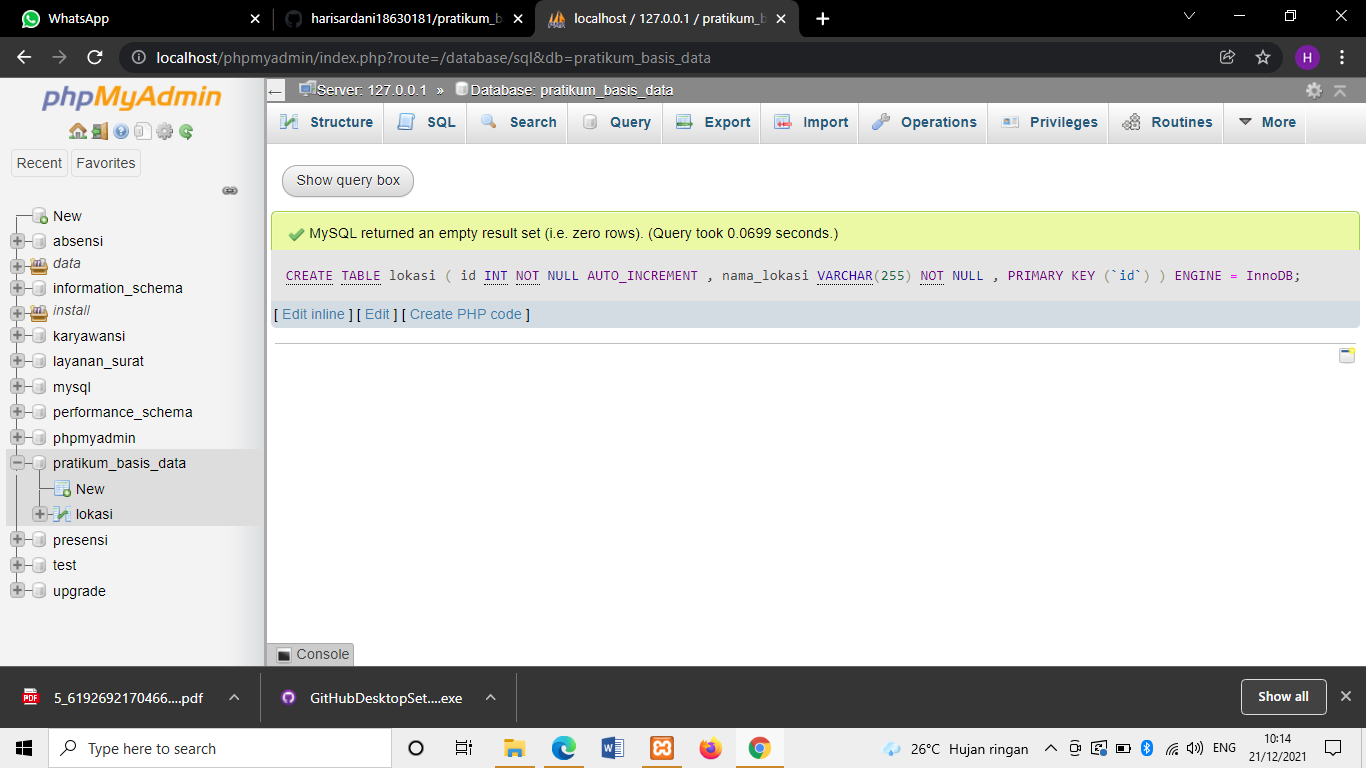 WhatsApp
harisardani18630181/pratikum_b
localhost / 127.0.0.1 / pratikum_b
localhost/phpmyadmin/index.php?route=/database/sql&db=pratikum_basis_data
H
phpMyAdmin
Recent
Favorites
New
absensi
data
information_schema
install
karyawansi
layanan_surat
mysql
performance_schema
phpmyadmin
pratikum_basis_data
New
lokasi
presensi
test
upgrade
Server: 127.0.0.1 » Database: pratikum_basis_data
Structure SQL Search Query Export Import Operations Privileges Routines More
Show query box
MySQL returned an empty result set (i.e. zero rows). (Query took 0.0699 seconds.)
CREATE TABLE lokasi ( id INT NOT NULL AUTO_INCREMENT , nama_lokasi VARCHAR(255) NOT NULL , PRIMARY KEY (`id`) ) ENGINE = InnoDB;
[ Edit inline ] [ Edit ] [ Create PHP code ]
Console
PDF
5_6192692170466....pdf
GitHubDesktopSet....exe
Show all
Type here to search
26°C Hujan ringan
ENG
10:14
21/12/2021